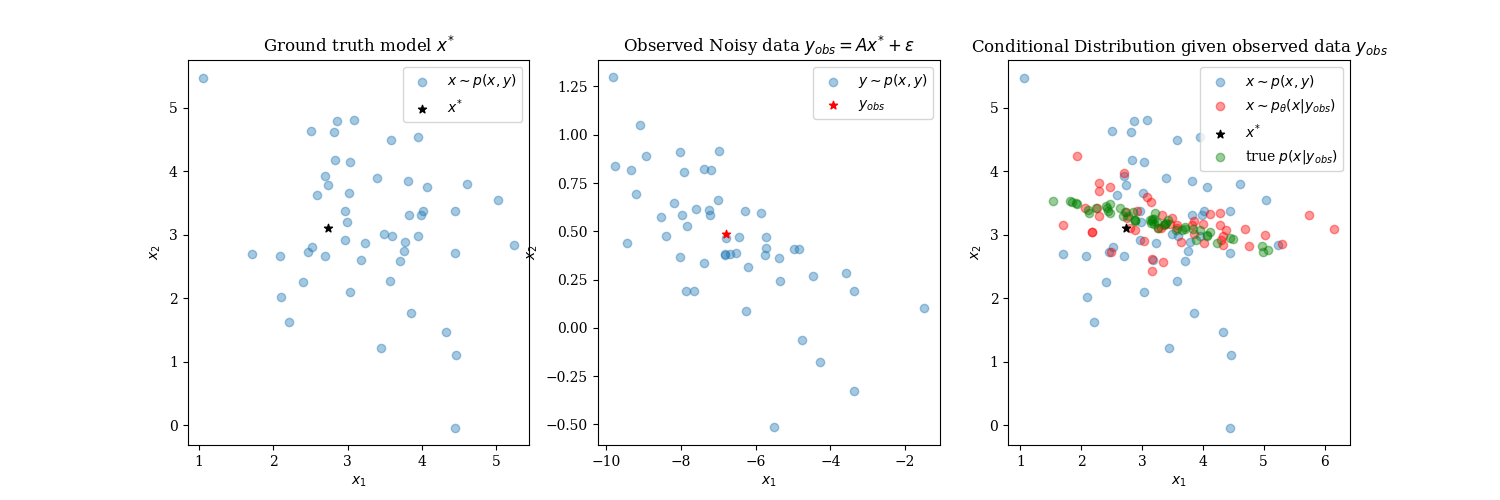 Ground truth model x*
x ~ p(x, y)
x*
5
4
3
2
1
0
x₂
1
2
3
4
5
x₁
Observed Noisy data y_obs = Ax* + ε
y ~ p(x, y)
y_obs
1.25
1.00
0.75
0.50
0.25
0.00
−0.25
−0.50
x₂
−10
−8
−6
−4
−2
x₁
Conditional Distribution given observed data y_obs
x ~ p(x, y)
x ~ p_θ(x|y_obs)
x*
true p(x|y_obs)
5
4
3
2
1
0
x₂
1
2
3
4
5
6
x₁